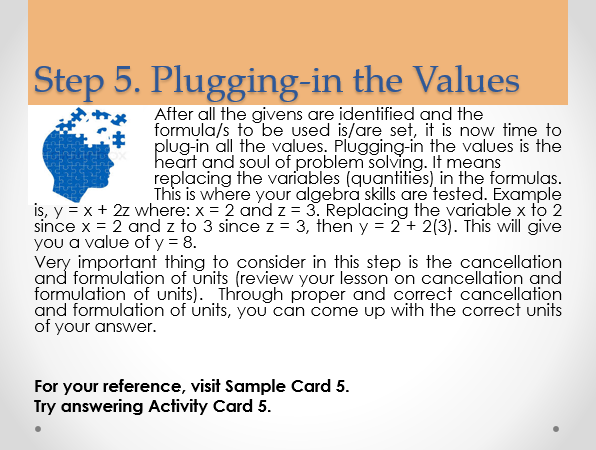 Step 5. Plugging-in the Values
After all the givens are identified and the
formula/s to be used is/are set, it is now time to
plug-in all the values. Plugging-in the values is the
heart and soul of problem solving. It means
replacing the variables (quantities) in the formulas.
This is where your algebra skills are tested. Example
is, y = x + 2z where: x = 2 and z = 3. Replacing the variable x to 2
since x = 2 and z to 3 since z = 3, then y = 2 + 2(3). This will give
you a value of y = 8.
Very important thing to consider in this step is the cancellation
and formulation of units (review your lesson on cancellation and
formulation of units). Through proper and correct cancellation
and formulation of units, you can come up with the correct units
of your answer.
For your reference, visit Sample Card 5.
Try answering Activity Card 5.